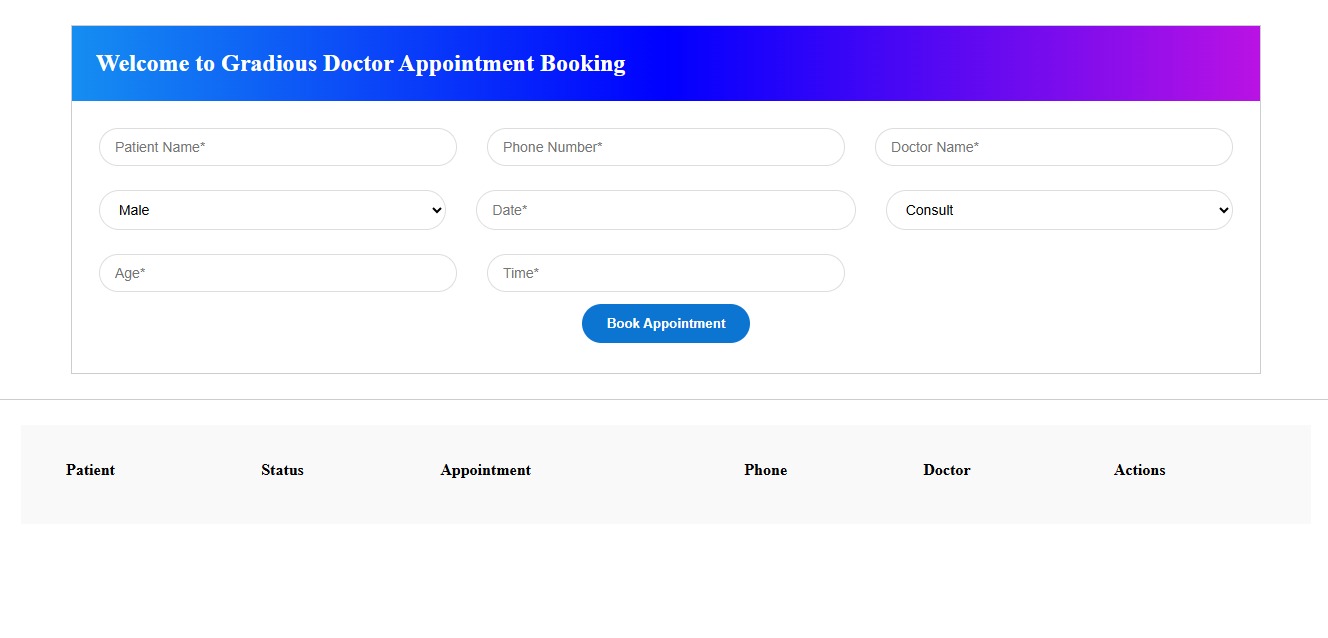 Welcome to Gradious Doctor Appointment Booking
Patient Name* Phone Number* Doctor Name*
Male Date* Consult
Age* Time*
Book Appointment
Patient Status Appointment Phone Doctor Actions